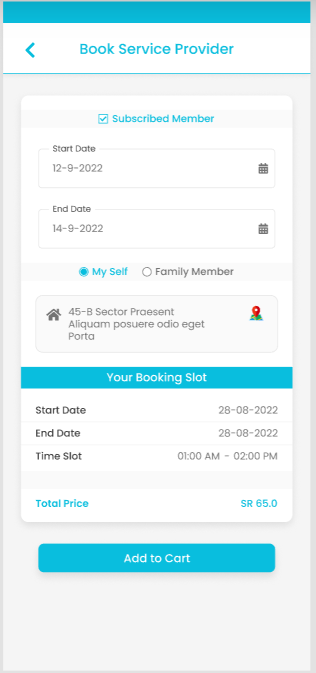 Book Service Provider
Subscribed Member
Start Date
12-9-2022
End Date
14-9-2022
My Self Family Member
45-B Sector Praesent
Aliquam posuere odio eget
Porta
Your Booking Slot
Start Date 28-08-2022
End Date 28-08-2022
Time Slot 01:00 AM - 02:00 PM
Total Price SR 65.0
Add to Cart